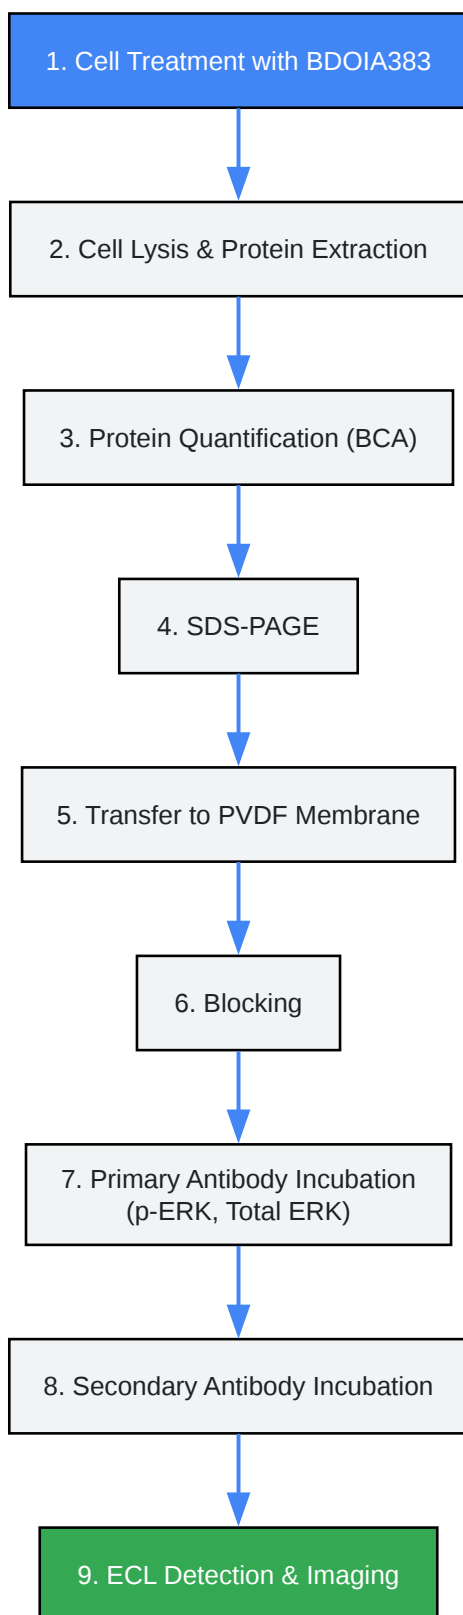 1. Cell Treatment with BDOIA383
2. Cell Lysis & Protein Extraction
3. Protein Quantification (BCA)
4. SDS-PAGE
5. Transfer to PVDF Membrane
6. Blocking
7. Primary Antibody Incubation
(p-ERK, Total ERK)
8. Secondary Antibody Incubation
9. ECL Detection & Imaging